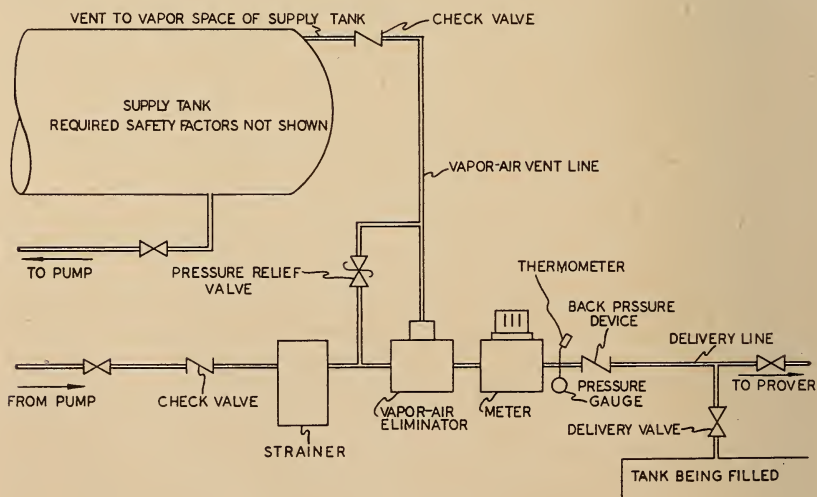 VENT TO VAPOR SPACE OF SUPPLY TANK
CHECK VALVE
SUPPLY TANK
REQUIRED SAFETY FACTORS NOT SHOWN
VAPOR-AIR VENT LINE
TO PUMP
PRESSURE RELIEF
VALVE
THERMOMETER
BACK PRSSURE
DEVICE
DELIVERY LINE
FROM PUMP
CHECK VALVE
STRAINER
VAPOR-AIR
ELIMINATOR
METER
PRESSURE
GAUGE
TO PROVER
DELIVERY VALVE
TANK BEING FILLED